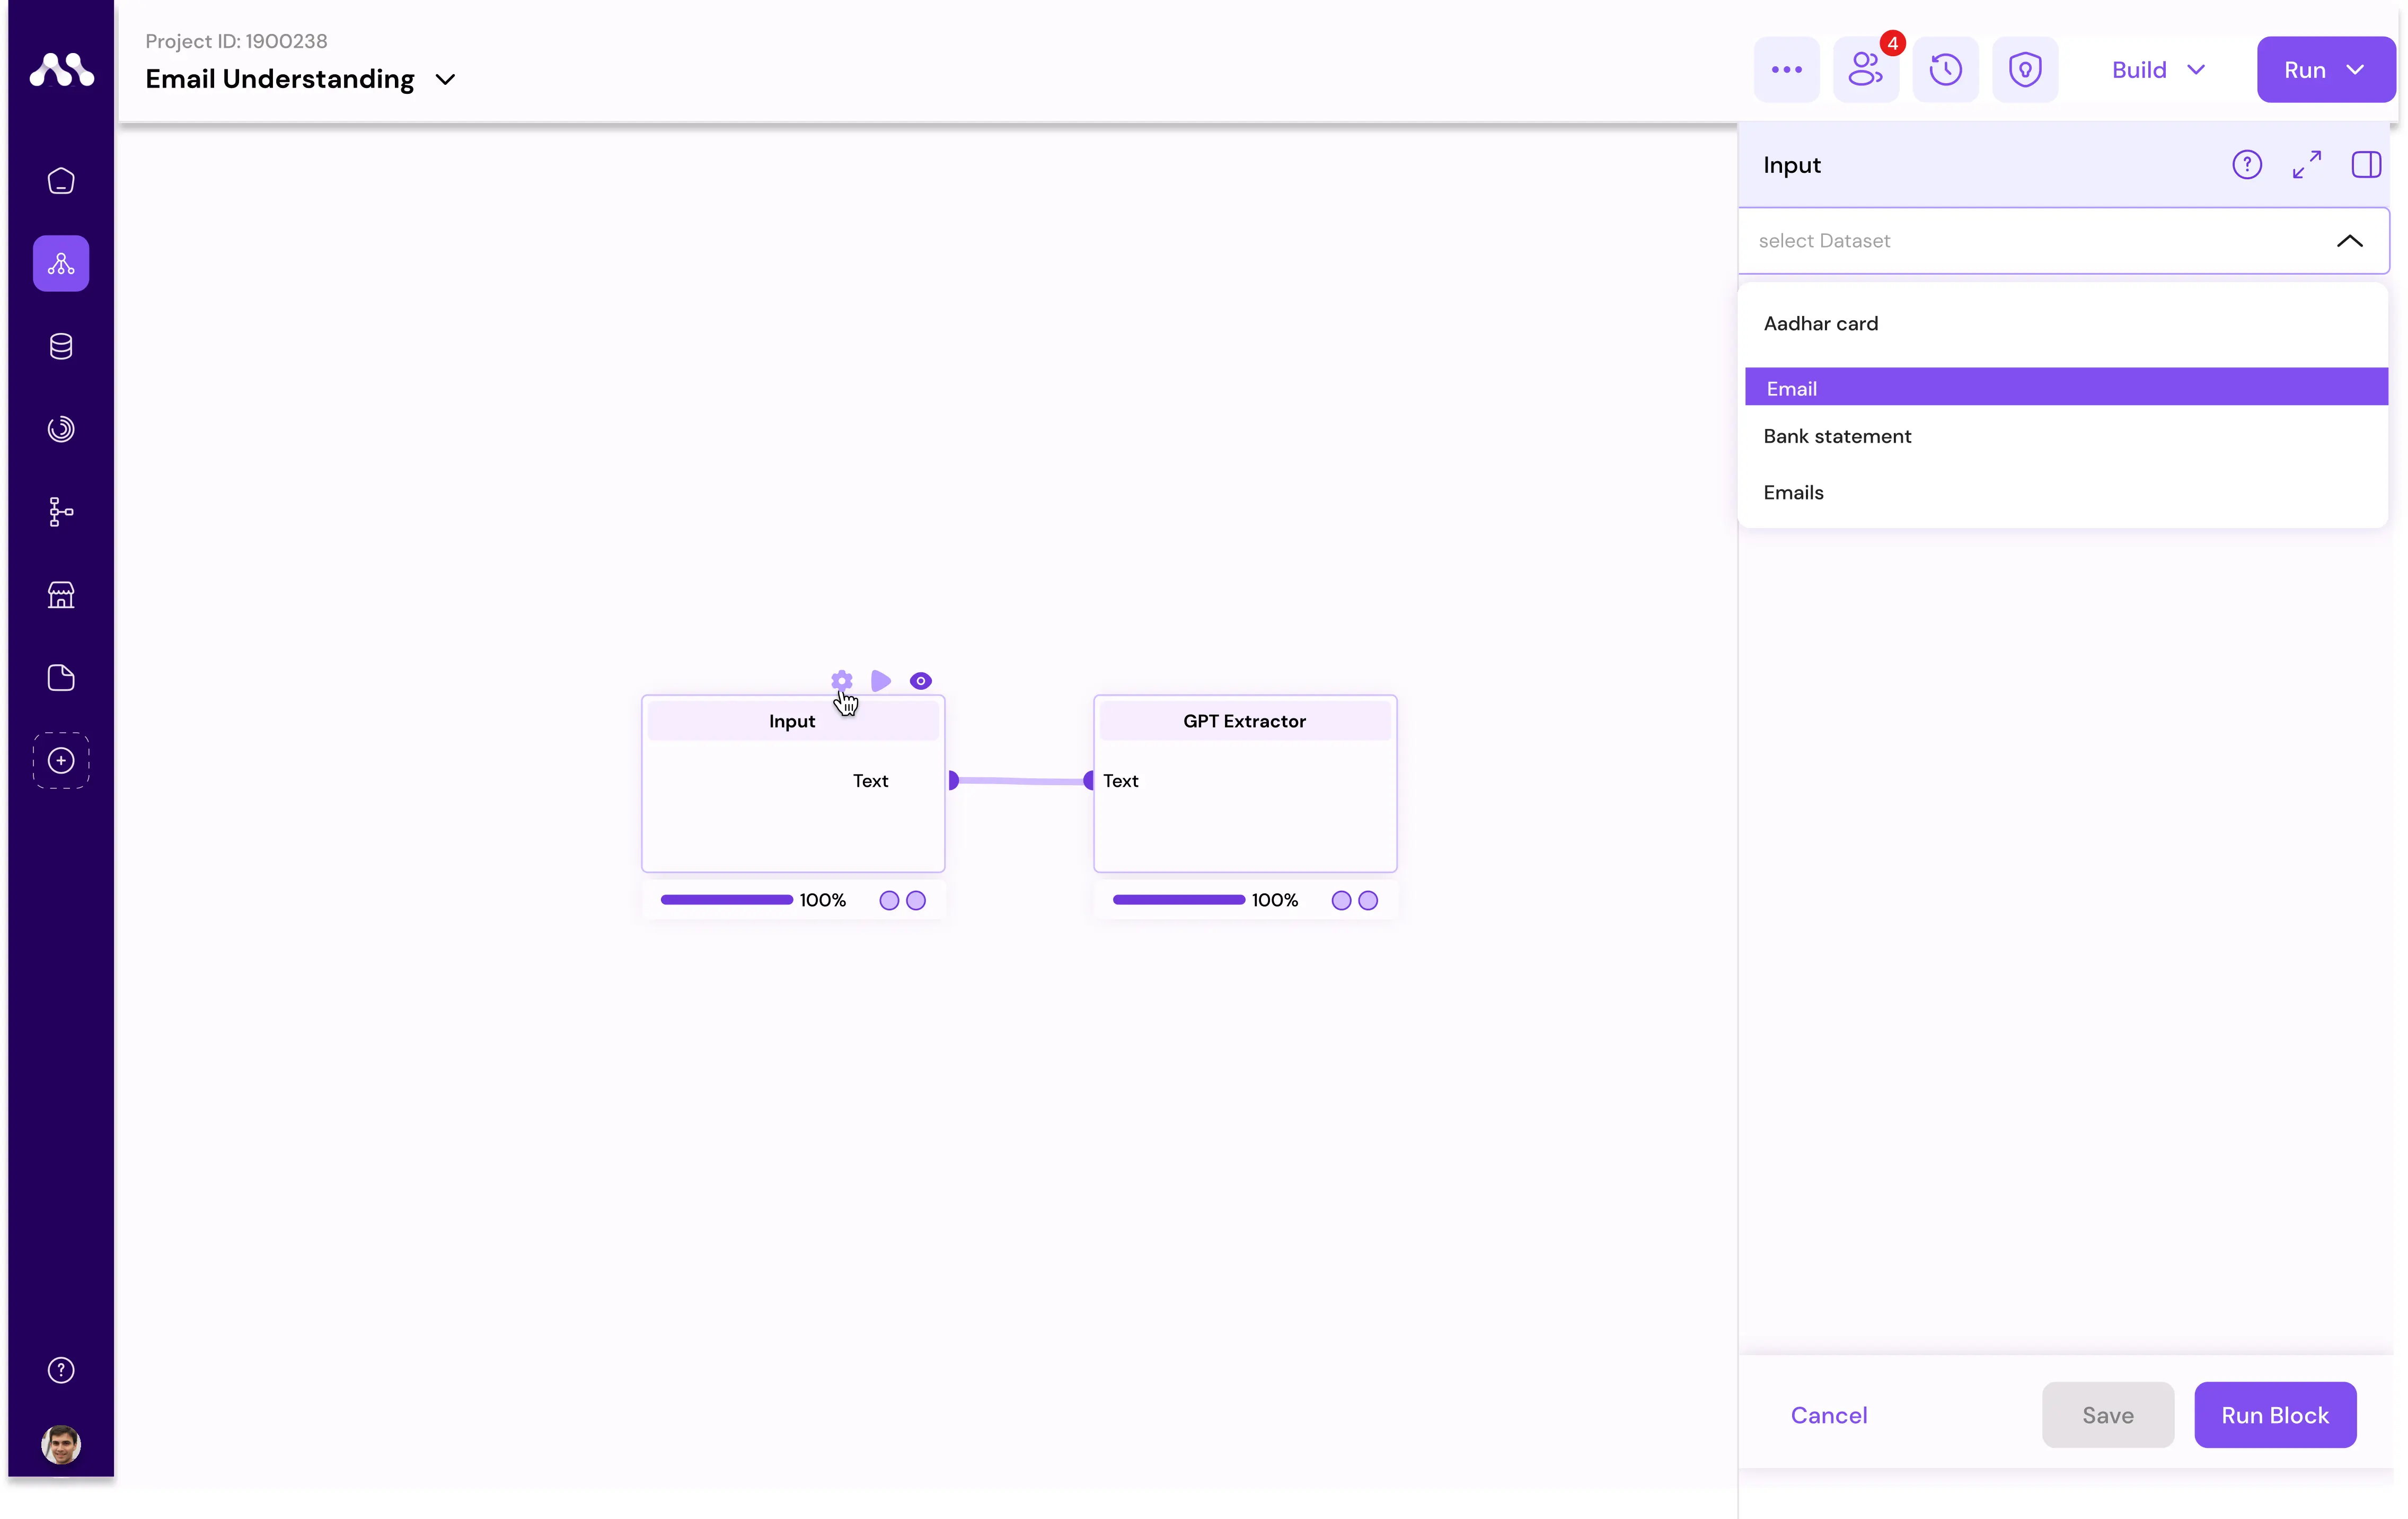 Project ID: 1900238
Email Understanding
4
Build
Run
Input
select Dataset
Aadhar card
Email
Bank statement
Emails
Input
GPT Extractor
Text
Text
100%
100%
Cancel
Save
Run Block